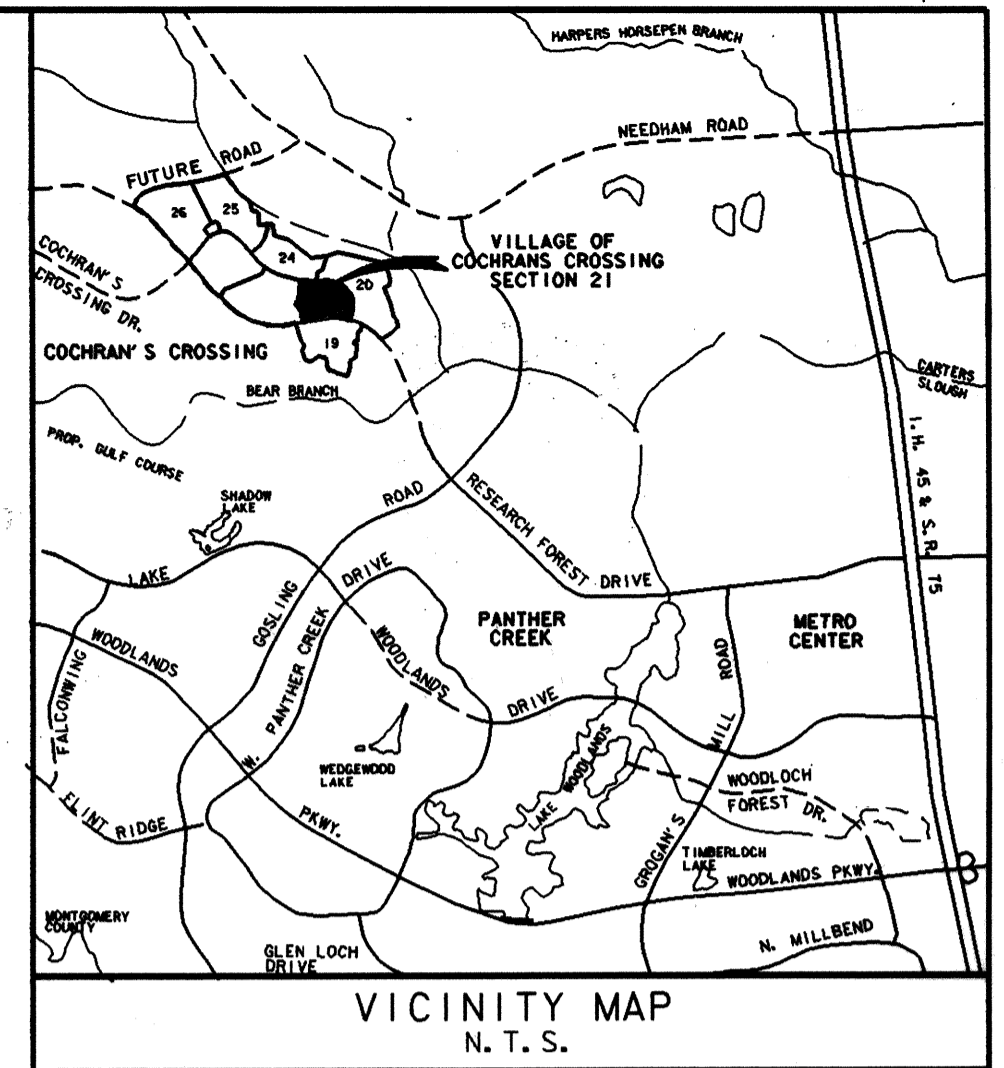 HARPERS HORSEPEN BRANCH
NEEDHAM ROAD
FUTURE ROAD
26
25
24
20
19
VILLAGE OF
COCHRANS CROSSING
SECTION 21
COCHRAN'S
CROSSING DR.
COCHRAN'S CROSSING
BEAR BRANCH
CARTERS
SLOUGH
I.H. 45 & S.R. 75
PROP. GULF COURSE
SHADOW
LAKE
GOSLING ROAD
RESEARCH FOREST DRIVE
LAKE WOODLANDS DRIVE
W. PANTHER CREEK DRIVE
PANTHER
CREEK
METRO
CENTER
WOODLANDS PKWY.
FALCONWING
FLINT RIDGE
WEDGEWOOD
LAKE
LAKE WOODLANDS
GROGAN'S MILL ROAD
WOODLOCH
FOREST DR.
TIMBERLOCH
LAKE
WOODLANDS PKWY.
MONTGOMERY
COUNTY
GLEN LOCH
DRIVE
N. MILLBEND
VICINITY MAP
N. T. S.